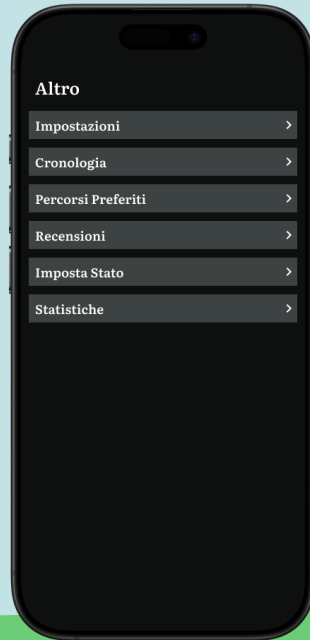 Altro
Impostazioni
Cronologia
Percorsi Preferiti
Recensioni
Imposta Stato
Statistiche